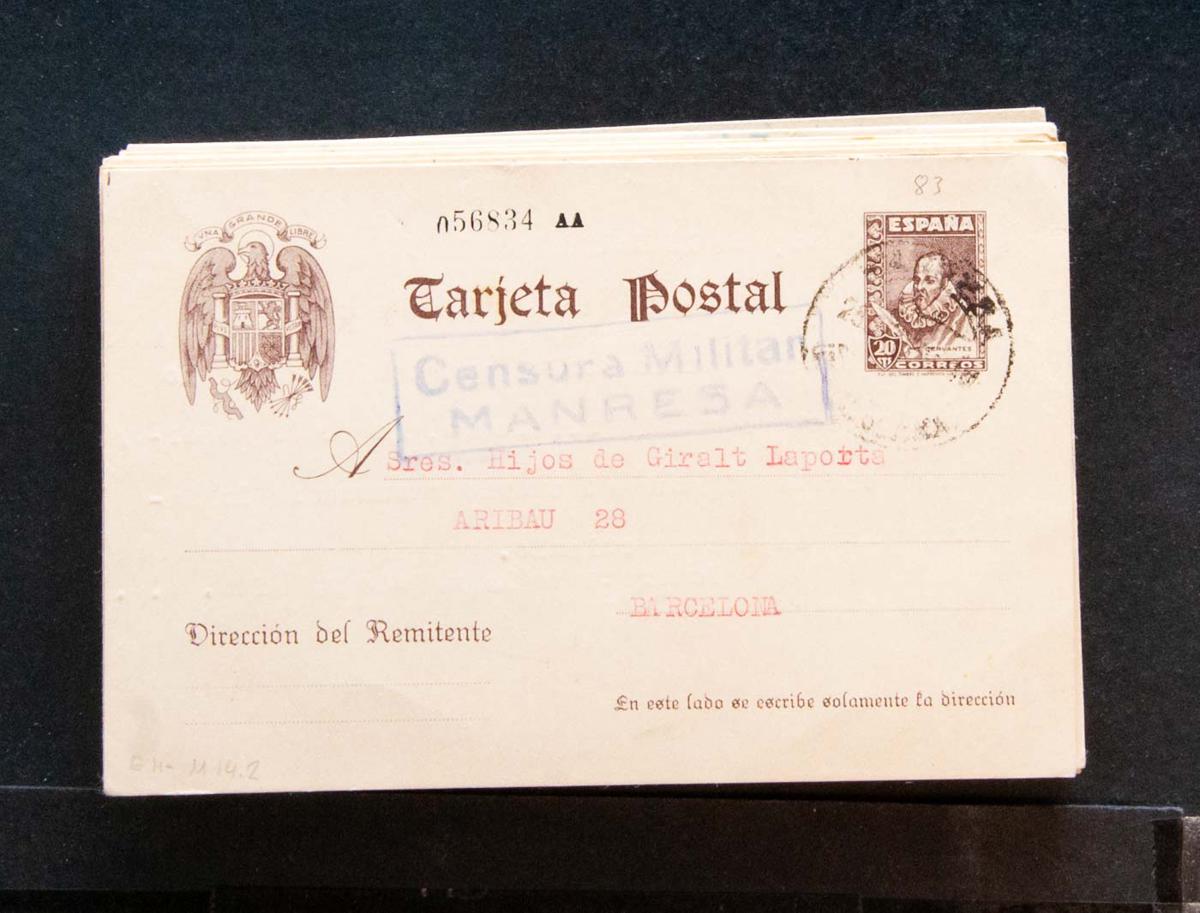 83
UNA GRANDE LIBRE
056834 AA
ESPAÑA
Tarjeta Postal
Censura Militar
MANRESA
20
CTS
CERVANTES
CORREOS
A Sres. Hijos de Giralt Laporta
ARIBAU 28
BARCELONA
Dirección del Remitente
En este lado se escribe solamente la dirección